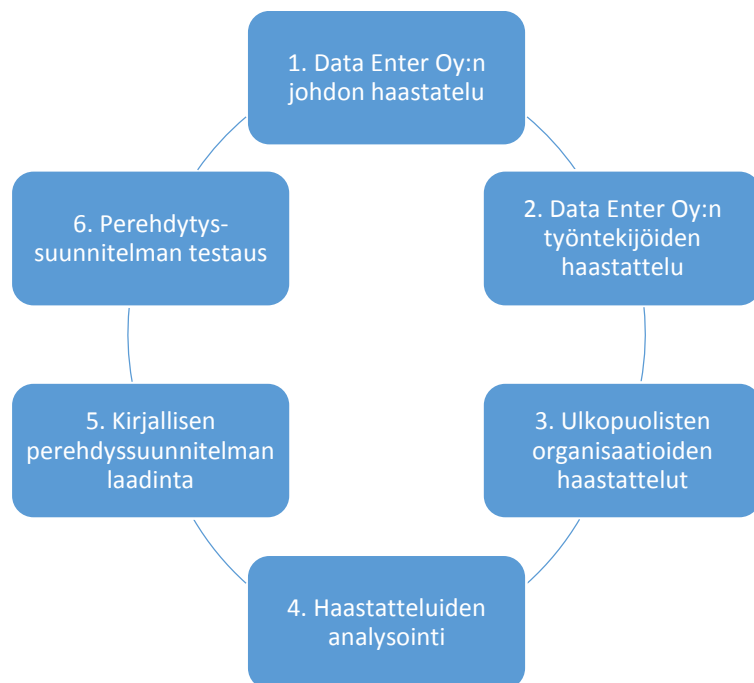 1. Data Enter Oy:n
johdon haastatelu
2. Data Enter Oy:n
työntekijöiden
haastattelu
3. Ulkopuolisten
organisaatioiden
haastattelut
4. Haastatteluiden
analysointi
5. Kirjallisen
perehdyssuunnitelman
laadinta
6. Perehdytys-
suunnitelman testaus